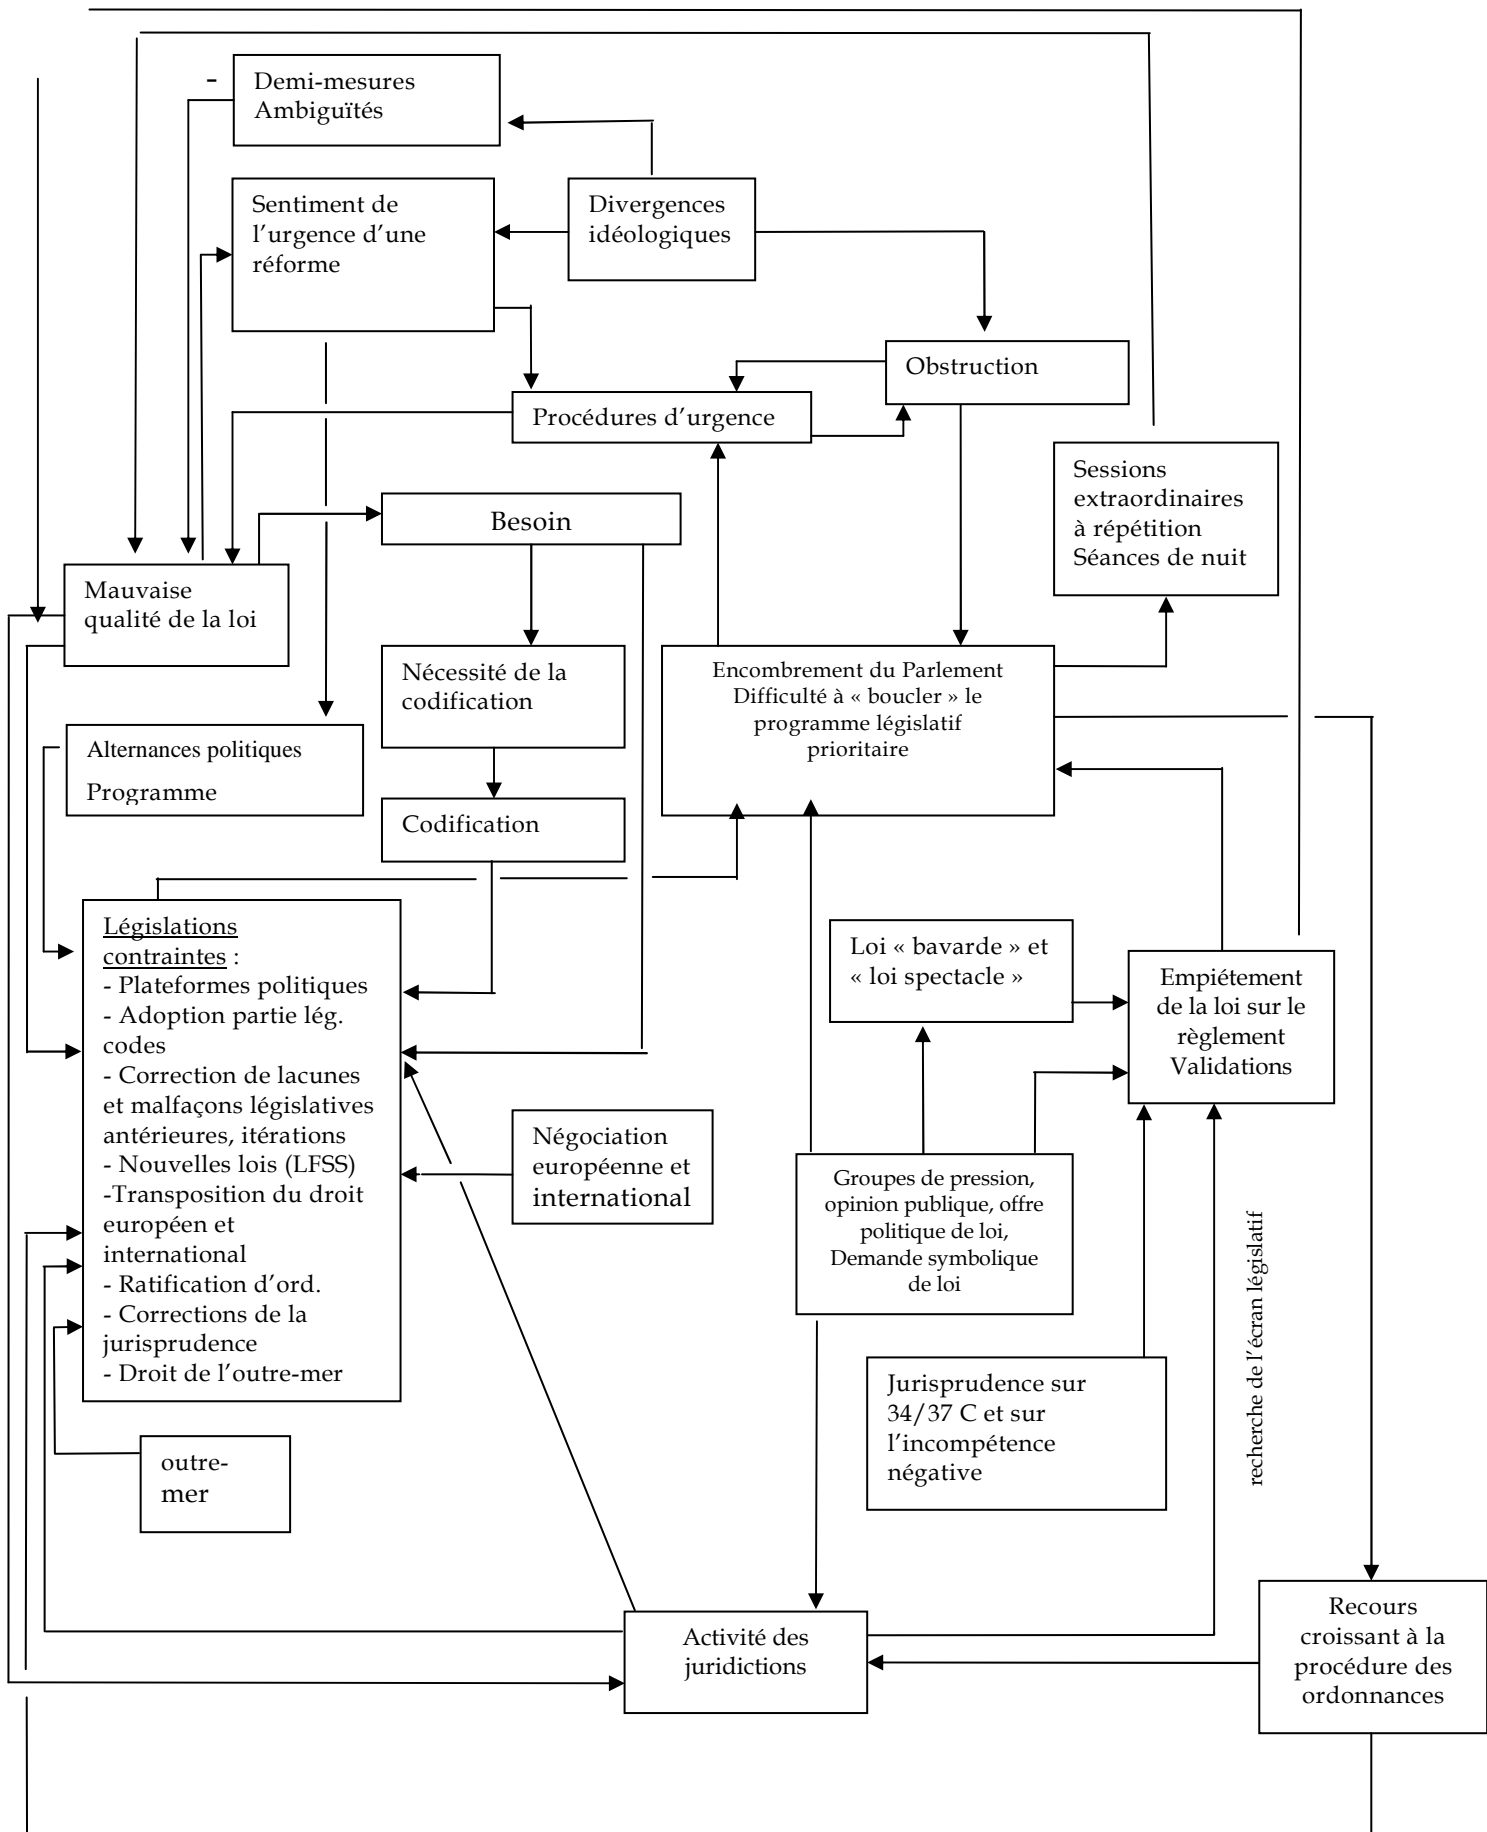 -
Demi-mesures
Ambiguïtés
Sentiment de
l'urgence d'une
réforme
Divergences
idéologiques
Obstruction
Procédures d'urgence
Sessions
extraordinaires
à répétition
Séances de nuit
Besoin
Mauvaise
qualité de la loi
Nécessité de la
codification
Encombrement du Parlement
Difficulté à « boucler » le
programme législatif
prioritaire
Alternances politiques
Programme
Codification
Législations
contraintes :
- Plateformes politiques
- Adoption partie lég.
codes
- Correction de lacunes
et malfaçons législatives
antérieures, itérations
- Nouvelles lois (LFSS)
-Transposition du droit
européen et
international
- Ratification d'ord.
- Corrections de la
jurisprudence
- Droit de l'outre-mer
Loi « bavarde » et
« loi spectacle »
Empiétement
de la loi sur le
règlement
Validations
Négociation
européenne et
international
Groupes de pression,
opinion publique, offre
politique de loi,
Demande symbolique
de loi
recherche de l'écran législatif
Jurisprudence sur
34/37 C et sur
l'incompétence
négative
outre-
mer
Activité des
juridictions
Recours
croissant à la
procédure des
ordonnances